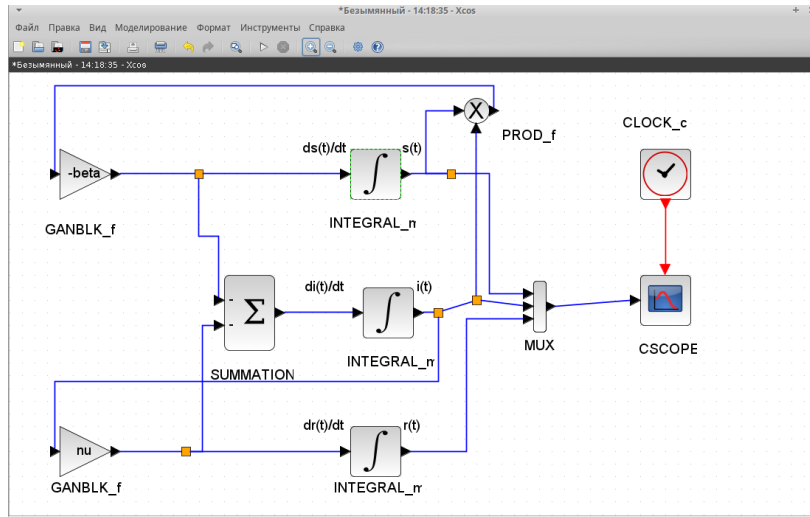 *Безымянный - 14:18:35 - Xcos
Файл Правка Вид Моделирование Формат Инструменты Справка
*Безымянный - 14:18:35 - Xcos
PROD_f
CLOCK_c
ds(t)/dt
s(t)
-beta
GANBLK_f
INTEGRAL_m
di(t)/dt
i(t)
Σ
MUX
CSCOPE
INTEGRAL_m
SUMMATION
dr(t)/dt
r(t)
nu
GANBLK_f
INTEGRAL_m